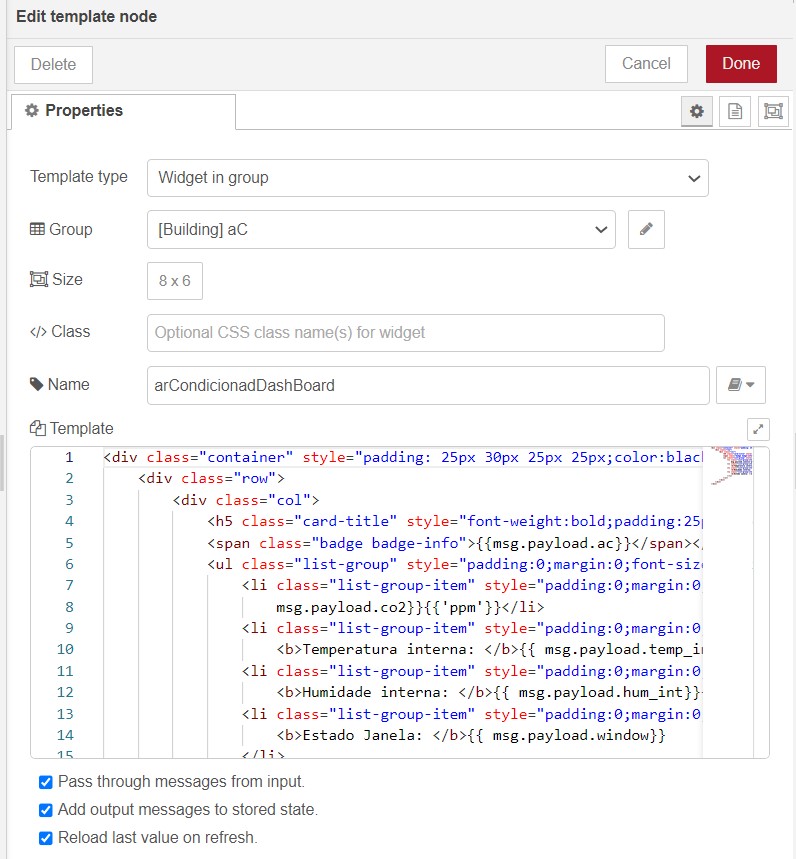 Edit template node
Delete
Cancel
Done
Properties
Template type
Widget in group
Group
[Building] aC
Size
8 x 6
</> Class
Optional CSS class name(s) for widget
Name
arCondicionadDashBoard
Template
1 <div class="container" style="padding: 25px 30px 25px 25px;color:blac
2 <div class="row">
3 <div class="col">
4 <h5 class="card-title" style="font-weight:bold;padding:25p
5 <span class="badge badge-info">{{msg.payload.ac}}</span></
6 <ul class="list-group" style="padding:0;margin:0;font-size
7 <li class="list-group-item" style="padding:0;margin:0
8 msg.payload.co2}}{{'ppm'}}</li>
9 <li class="list-group-item" style="padding:0;margin:0
10 <b>Temperatura interna: </b>{{ msg.payload.temp_in
11 <li class="list-group-item" style="padding:0;margin:0
12 <b>Humidade interna: </b>{{ msg.payload.hum_int}}
13 <li class="list-group-item" style="padding:0;margin:0
14 <b>Estado Janela: </b>{{ msg.payload.window}}
15 </li>
Pass through messages from input.
Add output messages to stored state.
Reload last value on refresh.